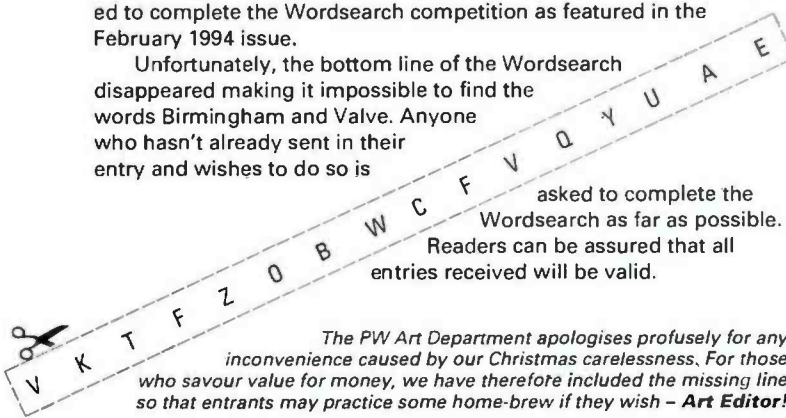 ed to complete the Wordsearch competition as featured in the
February 1994 issue.
Unfortunately, the bottom line of the Wordsearch
disappeared making it impossible to find the
words Birmingham and Valve. Anyone
who hasn't already sent in their
entry and wishes to do so is
asked to complete the
Wordsearch as far as possible.
Readers can be assured that all
entries received will be valid.
V K T F Z O B W C F V Q Y U A E
The PW Art Department apologises profusely for any
inconvenience caused by our Christmas carelessness. For those
who savour value for money, we have therefore included the missing line
so that entrants may practice some home-brew if they wish – Art Editor!